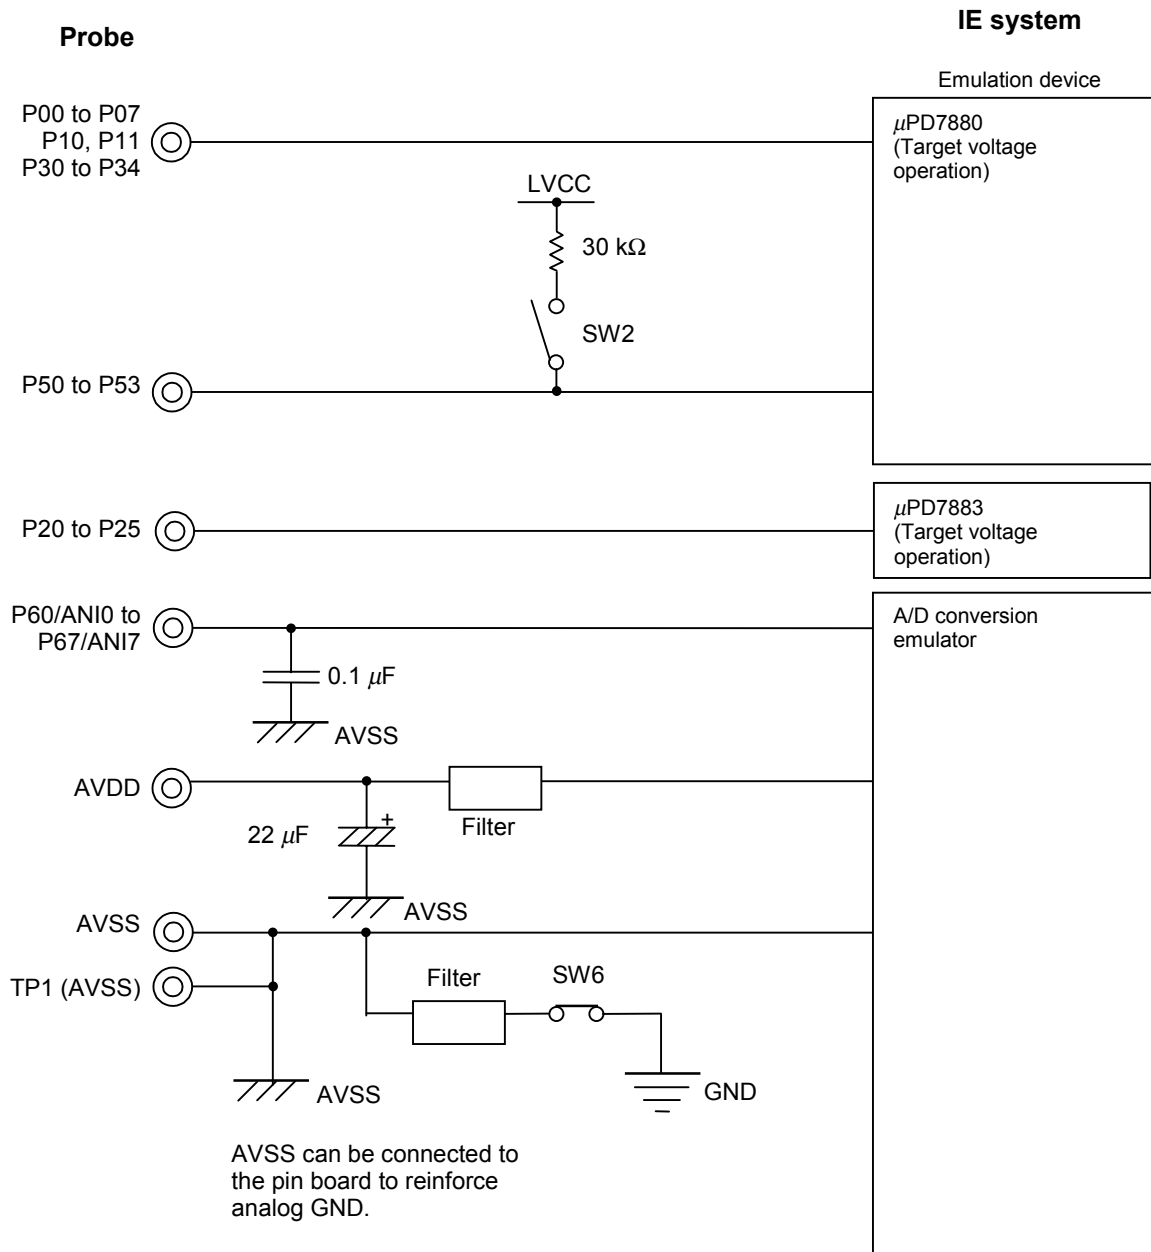 IE system
Probe
Emulation device
P00 to P07
P10, P11
P30 to P34
μPD7880
(Target voltage
operation)
LVCC
30 kΩ
SW2
P50 to P53
μPD7883
(Target voltage
operation)
P20 to P25
P60/ANI0 to
P67/ANI7
A/D conversion
emulator
0.1 μF
AVSS
AVDD
Filter
+
22 μF
AVSS
AVSS
TP1 (AVSS)
Filter
SW6
AVSS
GND
AVSS can be connected to
the pin board to reinforce
analog GND.